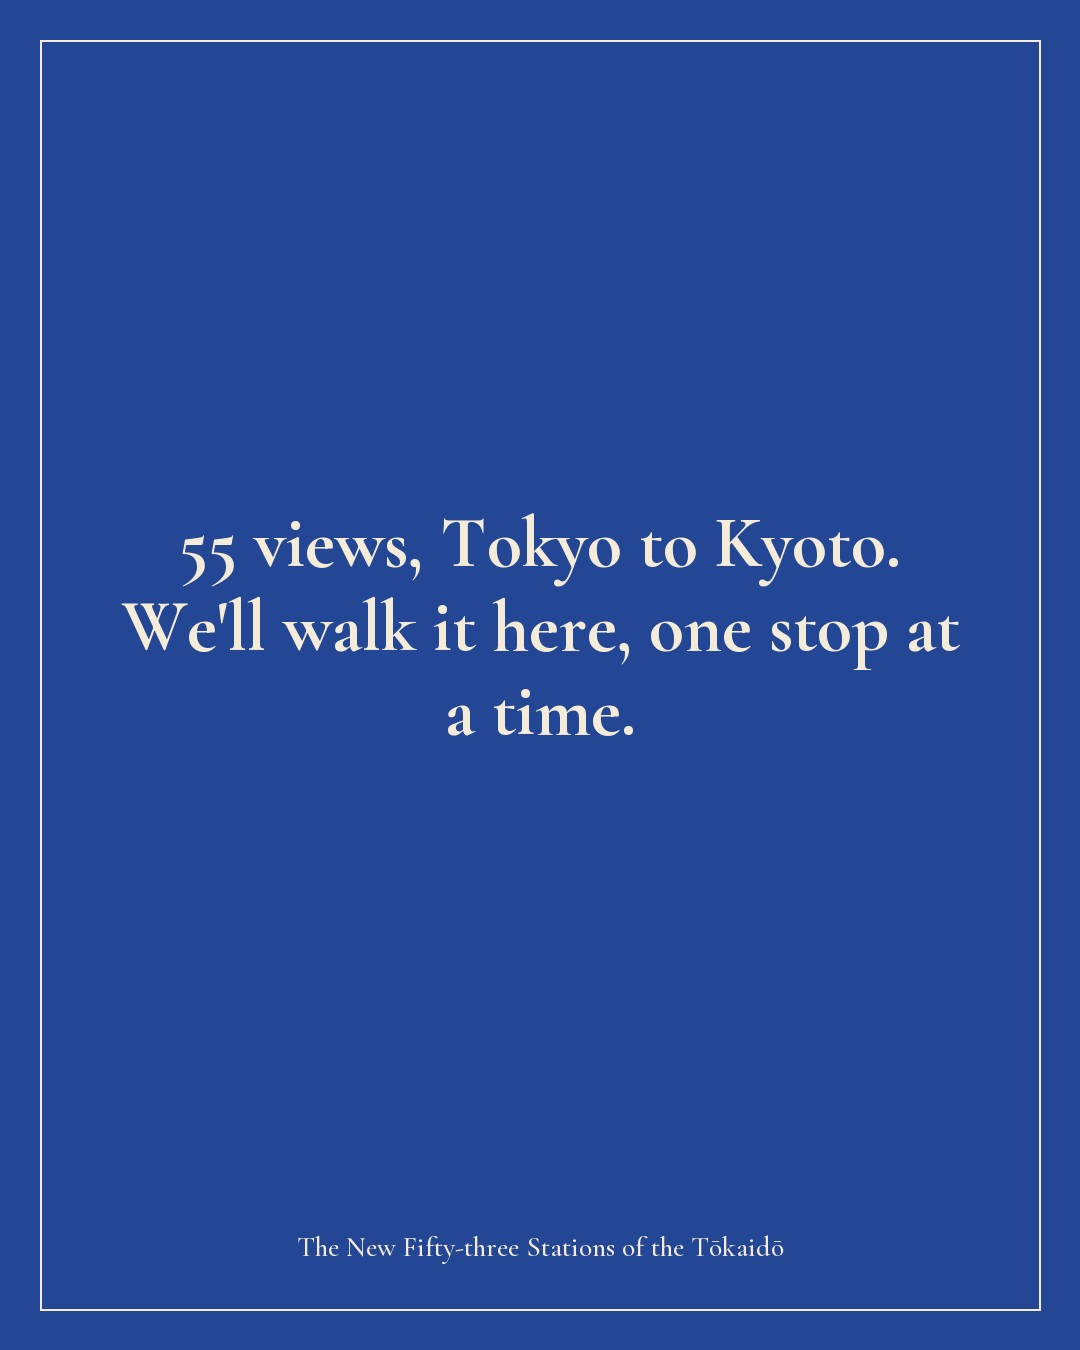 55 views, Tokyo to Kyoto.
We'll walk it here, one stop at
a time.
The New Fifty-three Stations of the Tōkaidō